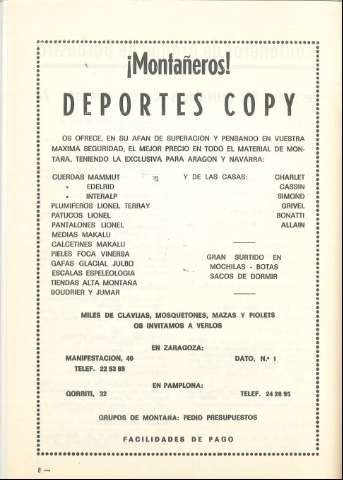 ¡Montañeros!
DEPORTES COPY
OS OFRECE, EN SU AFAN DE SUPERACION Y PENSANDO EN VUESTRA
MAXIMA SEGURIDAD, EL MEJOR PRECIO EN TODO EL MATERIAL DE MON-
TAÑA, TENIENDO LA EXCLUSIVA PARA ARAGON Y NAVARRA:
CUERDAS MAMMUT
» EDELRID
» INTERALP
PLUMIFEROS LIONEL TERRAY
PATUCOS LIONEL
PANTALONES LIONEL
MEDIAS MAKALU
CALCETINES MAKALU
PIELES FOCA VINERSA
GAFAS GLACIAL JULBO
ESCALAS ESPELEOLOGIA
TIENDAS ALTA MONTAÑA
BOUDRIER Y JUMAR
Y DE LAS CASAS: CHARLET
CASSIN
SIMOND
GRIVEL
BONATTI
ALLAIN
GRAN SURTIDO EN
MOCHILAS - BOTAS
SACOS DE DORMIR
MILES DE CLAVIJAS, MOSQUETONES, MAZAS Y PIOLETS
OS INVITAMOS A VERLOS
EN ZARAGOZA:
MANIFESTACION, 40 DATO, N.º 1
TELEF.
EN PAMPLONA:
GORRITI, 32 TELEF. 24 28 95
GRUPOS DE MONTAÑA: PEDID PRESUPUESTOS
FACILIDADES DE PAGO
8 —